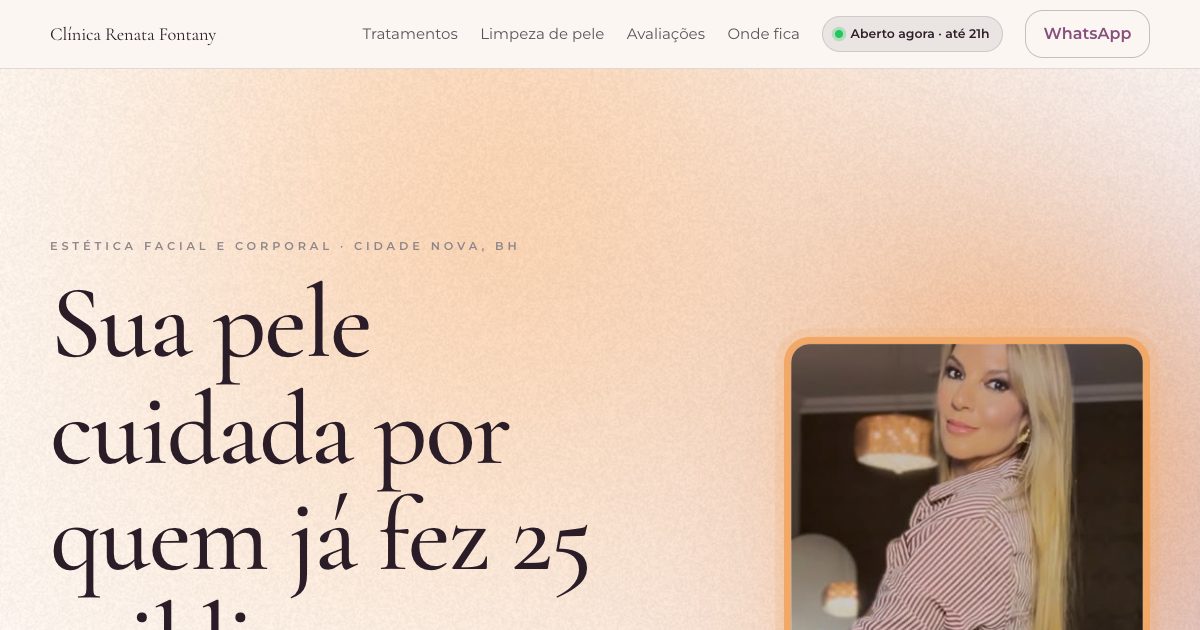 Clínica Renata Fontany
Tratamentos
Limpeza de pele
Avaliações
Onde fica
Aberto agora · até 21h
WhatsApp
ESTÉTICA FACIAL E CORPORAL · CIDADE NOVA, BH
Sua pele
cuidada por
quem já fez 25